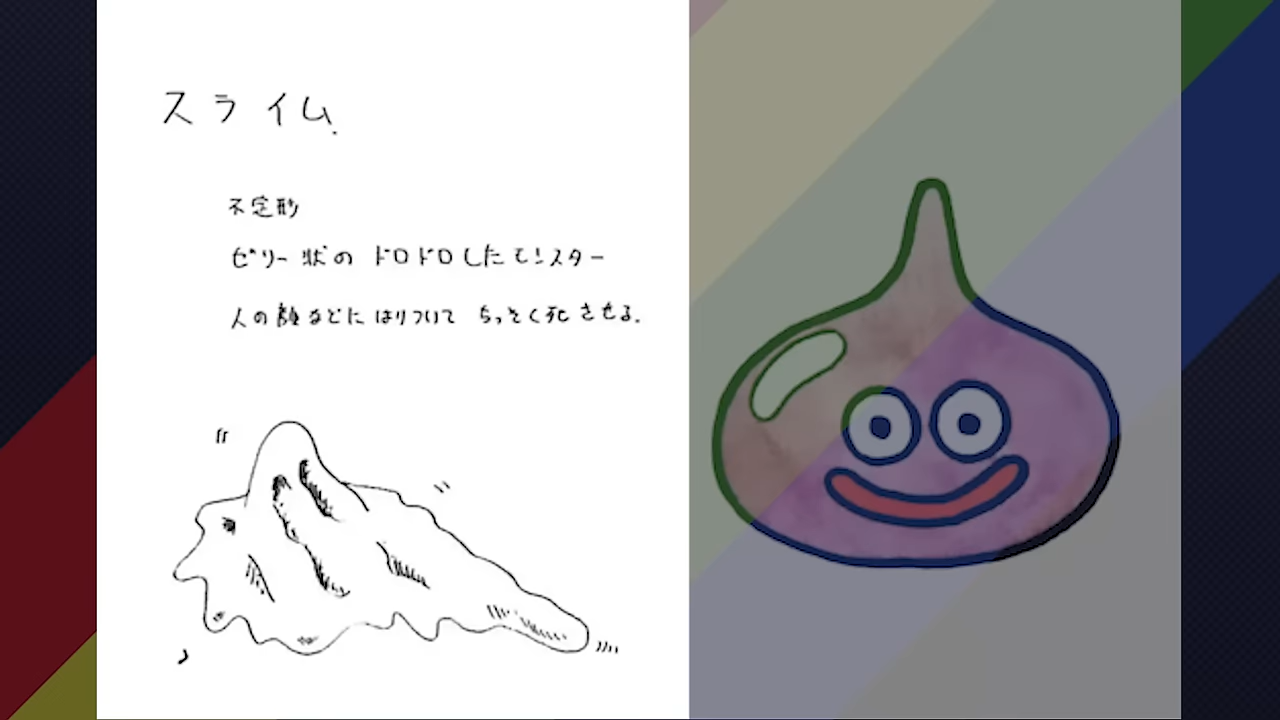 スライム.
不定形
ゼリー状のドロドロしたモンスター
人の顔などにはりついて ちっそく死させる.